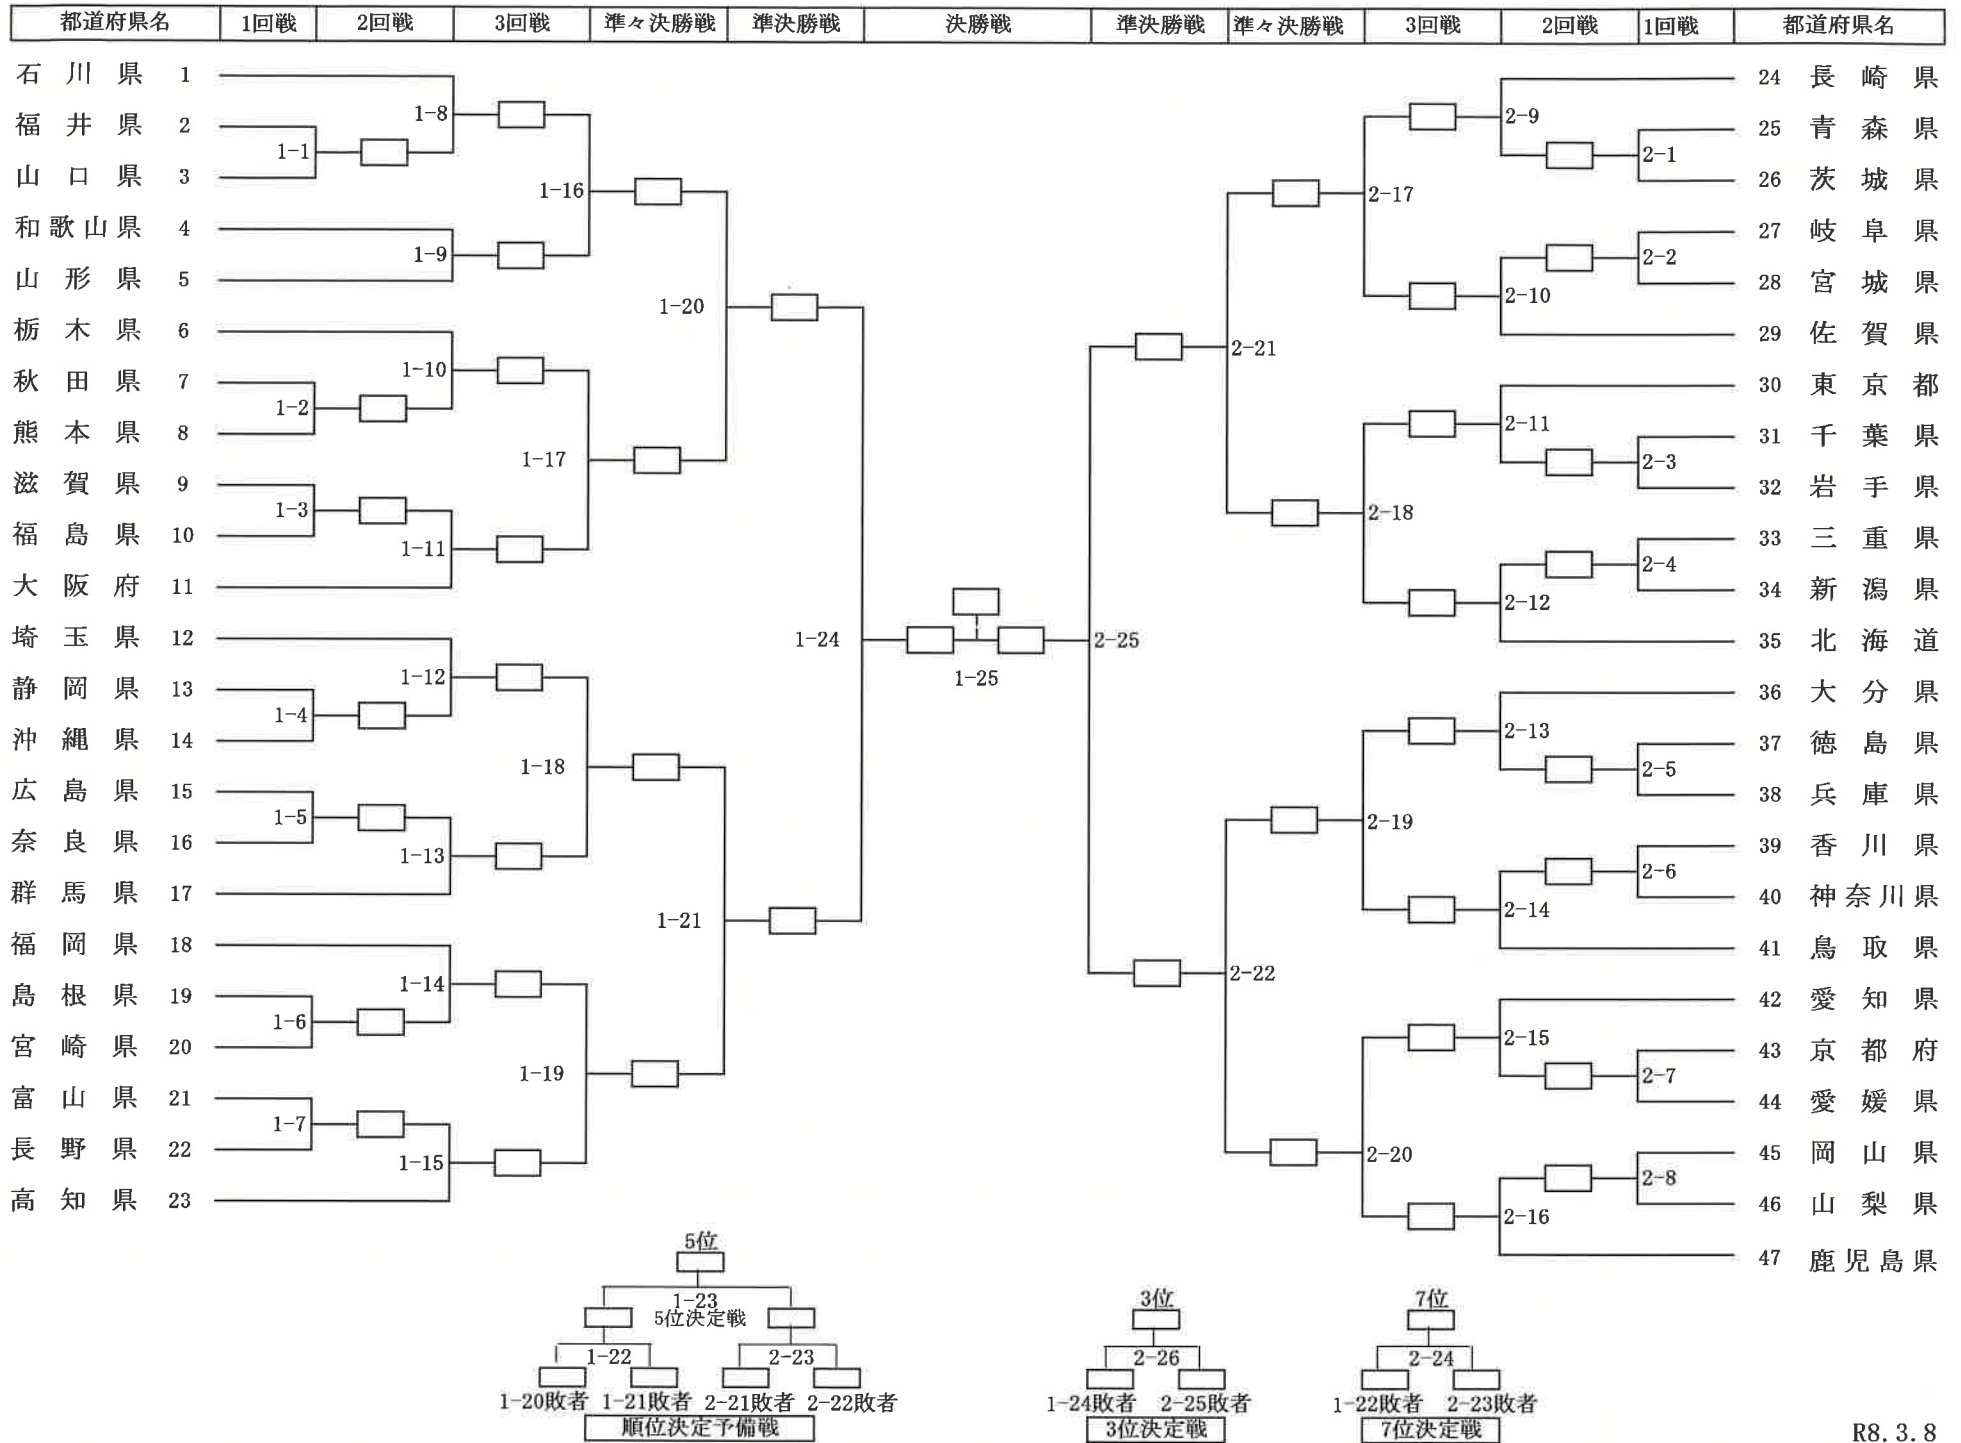 都道府県名 1回戦 2回戦 3回戦 準々決勝戦 準決勝戦 決勝戦 準決勝戦 準々決勝戦 3回戦 2回戦 1回戦 都道府県名
石川県 1
福井県 2
山口県 3
和歌山県 4
山形県 5
栃木県 6
秋田県 7
熊本県 8
滋賀県 9
福島県 10
大阪府 11
埼玉県 12
静岡県 13
沖縄県 14
広島県 15
奈良県 16
群馬県 17
福岡県 18
島根県 19
宮崎県 20
富山県 21
長野県 22
高知県 23
1-1
1-2
1-3
1-4
1-5
1-6
1-7
1-8
1-9
1-10
1-11
1-12
1-13
1-14
1-15
1-16
1-17
1-18
1-19
1-20
1-21
1-24
1-25
2-25
2-21
2-22
2-17
2-18
2-19
2-20
2-9
2-10
2-11
2-12
2-13
2-14
2-15
2-16
2-1
2-2
2-3
2-4
2-5
2-6
2-7
2-8
24 長崎県
25 青森県
26 茨城県
27 岐阜県
28 宮城県
29 佐賀県
30 東京都
31 千葉県
32 岩手県
33 三重県
34 新潟県
35 北海道
36 大分県
37 徳島県
38 兵庫県
39 香川県
40 神奈川県
41 鳥取県
42 愛知県
43 京都府
44 愛媛県
45 岡山県
46 山梨県
47 鹿児島県
5位
1-23
5位決定戦
1-22 2-23
1-20敗者 1-21敗者 2-21敗者 2-22敗者
順位決定予備戦
3位
2-26
1-24敗者 2-25敗者
3位決定戦
7位
2-24
1-22敗者 2-23敗者
7位決定戦
R8.3.8